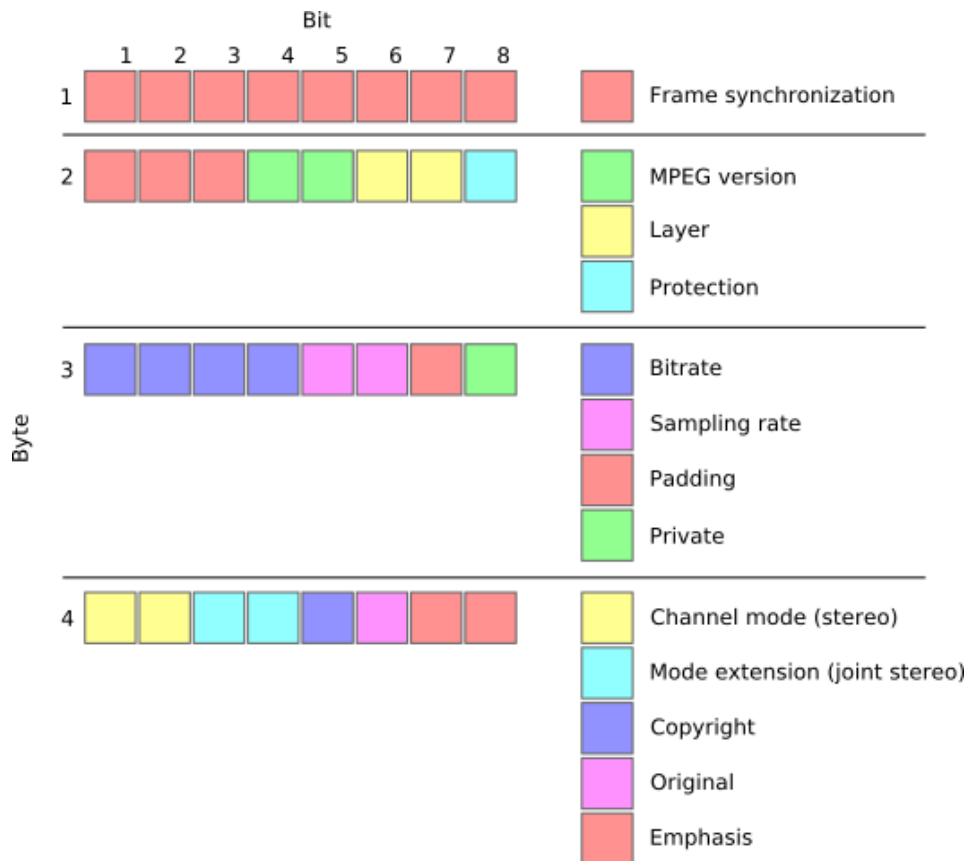 Bit
1 2 3 4 5 6 7 8
1 Frame synchronization
2 MPEG version
Layer
Protection
3 Bitrate
Sampling rate
Padding
Private
Byte
4 Channel mode (stereo)
Mode extension (joint stereo)
Copyright
Original
Emphasis